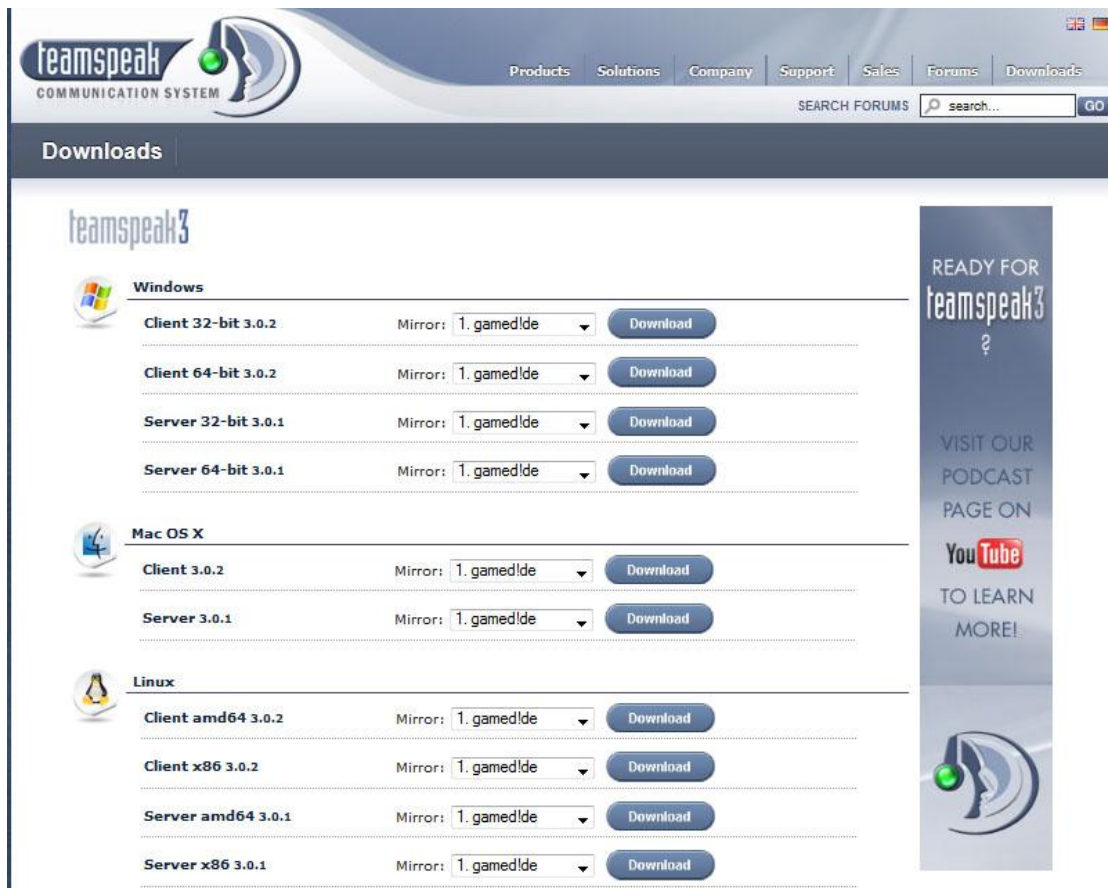 teamspeak
COMMUNICATION SYSTEM
Products Solutions Company Support Sales Forums Downloads
SEARCH FORUMS search... GO
Downloads
teamspeak3
Windows
Client 32-bit 3.0.2 Mirror: 1. gamed!de Download
Client 64-bit 3.0.2 Mirror: 1. gamed!de Download
Server 32-bit 3.0.1 Mirror: 1. gamed!de Download
Server 64-bit 3.0.1 Mirror: 1. gamed!de Download
Mac OS X
Client 3.0.2 Mirror: 1. gamed!de Download
Server 3.0.1 Mirror: 1. gamed!de Download
Linux
Client amd64 3.0.2 Mirror: 1. gamed!de Download
Client x86 3.0.2 Mirror: 1. gamed!de Download
Server amd64 3.0.1 Mirror: 1. gamed!de Download
Server x86 3.0.1 Mirror: 1. gamed!de Download
READY FOR
teamspeak3
?
VISIT OUR
PODCAST
PAGE ON
YouTube
TO LEARN
MORE!